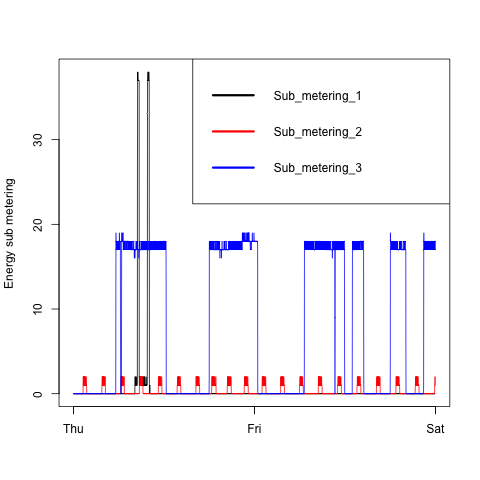 Sub_metering_1
Sub_metering_2
Sub_metering_3
Energy sub metering
30
20
10
0
Thu
Fri
Sat